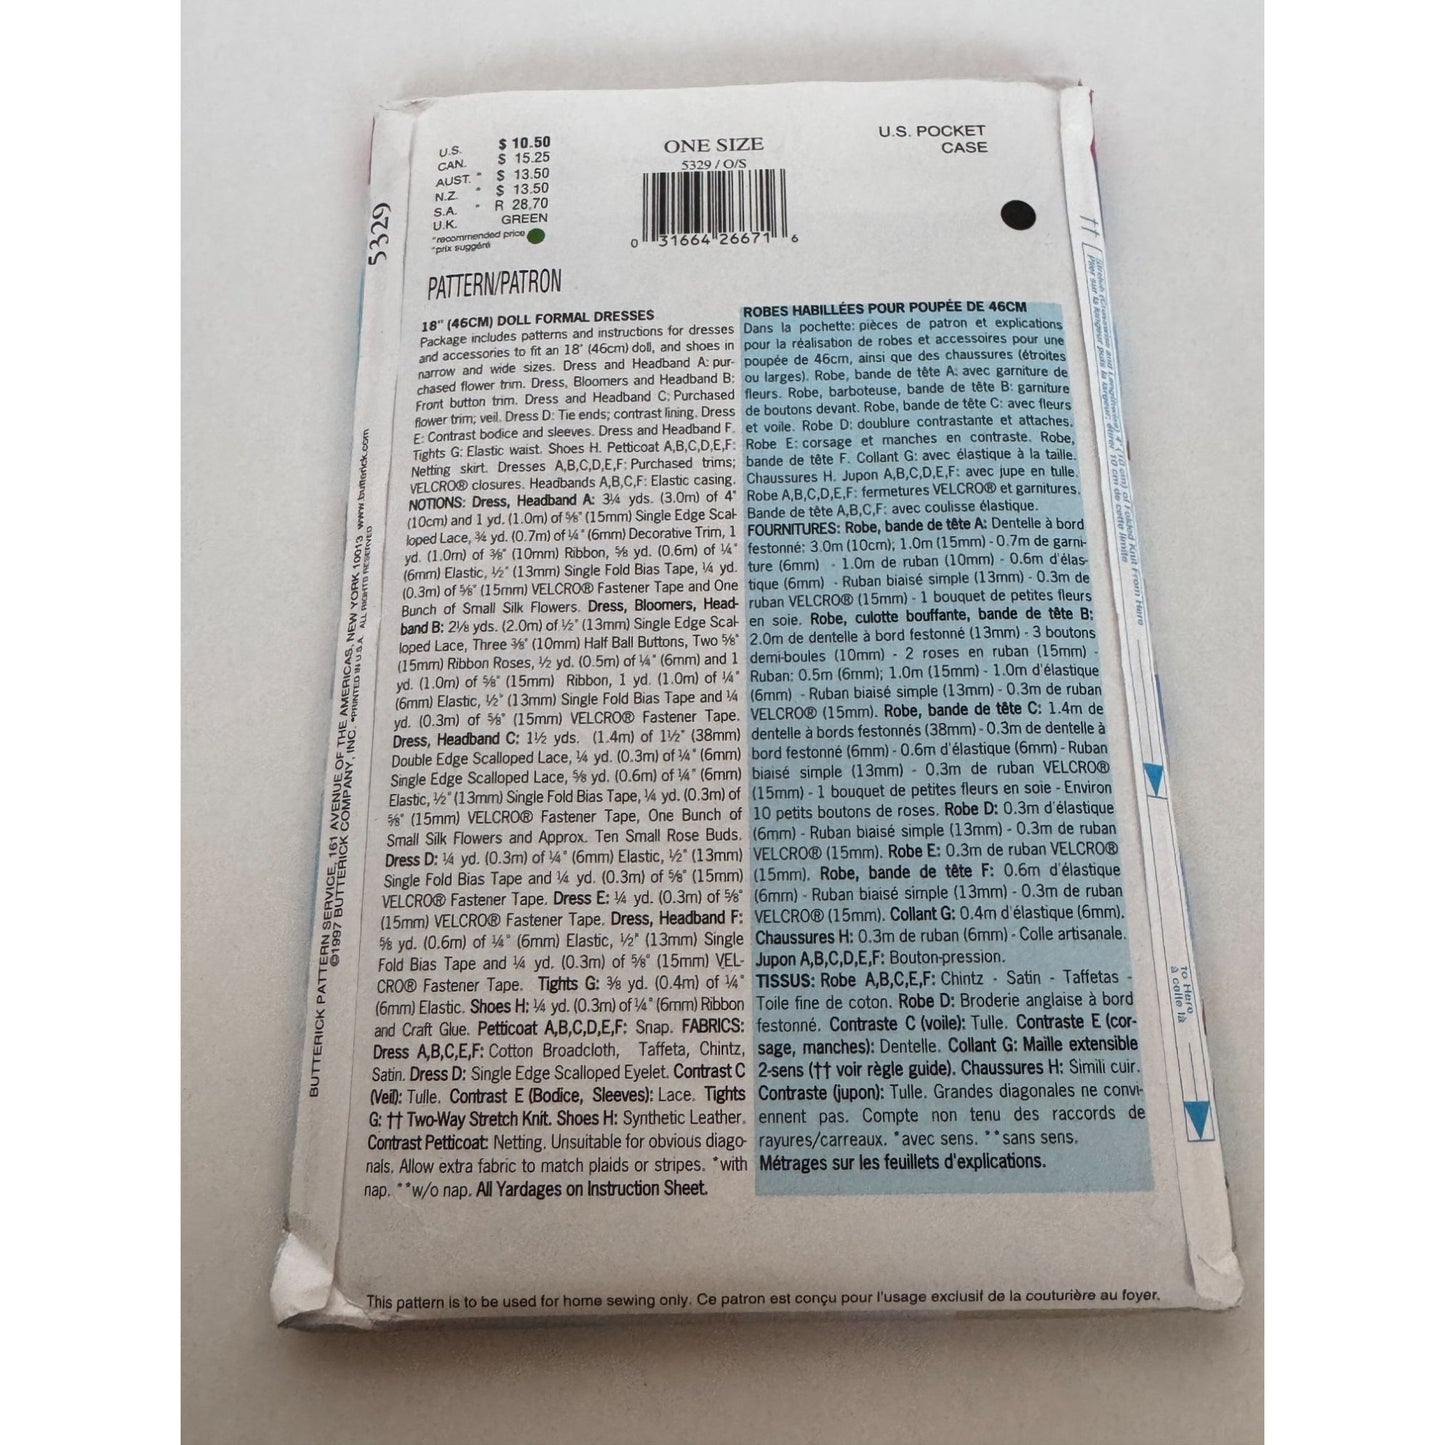 U.S. $ 10.50
CAN. $ 15.25
AUST. * $ 13.50
N.Z. * $ 13.50
S.A. * R 28.70
U.K. GREEN
*recommended price
*prix suggéré
ONE SIZE
5329 / O/S
0 31664 26671 6
U.S. POCKET
CASE
5329
PATTERN/PATRON
18" (46CM) DOLL FORMAL DRESSES
Package includes patterns and instructions for dresses
and accessories to fit an 18" (46cm) doll, and shoes in
narrow and wide sizes. Dress and Headband A: pur-
chased flower trim. Dress, Bloomers and Headband B:
Front button trim. Dress and Headband C: Purchased
flower trim; veil. Dress D: Tie ends; contrast lining. Dress
E: Contrast bodice and sleeves. Dress and Headband F.
Tights G: Elastic waist. Shoes H. Petticoat A,B,C,D,E,F:
Netting skirt. Dresses A,B,C,D,E,F: Purchased trims;
VELCRO® closures. Headbands A,B,C,F: Elastic casing.
NOTIONS: Dress, Headband A: 3¼ yds. (3.0m) of 4"
(10cm) and 1 yd. (1.0m) of ⅝" (15mm) Single Edge Scal-
loped Lace, ¾ yd. (0.7m) of ¼" (6mm) Decorative Trim, 1
yd. (1.0m) of ⅜" (10mm) Ribbon, ⅝ yd. (0.6m) of ¼"
(6mm) Elastic, ½" (13mm) Single Fold Bias Tape, ¼ yd.
(0.3m) of ⅝" (15mm) VELCRO® Fastener Tape and One
Bunch of Small Silk Flowers. Dress, Bloomers, Head-
band B: 2⅛ yds. (2.0m) of ½" (13mm) Single Edge Scal-
loped Lace, Three ⅜" (10mm) Half Ball Buttons, Two ⅝"
(15mm) Ribbon Roses, ½ yd. (0.5m) of ¼" (6mm) and 1
yd. (1.0m) of ⅝" (15mm) Ribbon, 1 yd. (1.0m) of ¼"
(6mm) Elastic, ½" (13mm) Single Fold Bias Tape and ¼
yd. (0.3m) of ⅝" (15mm) VELCRO® Fastener Tape.
Dress, Headband C: 1½ yds. (1.4m) of 1½" (38mm)
Double Edge Scalloped Lace, ¼ yd. (0.3m) of ¼" (6mm)
Single Edge Scalloped Lace, ⅝ yd. (0.6m) of ¼" (6mm)
Elastic, ½" (13mm) Single Fold Bias Tape, ¼ yd. (0.3m) of
⅝" (15mm) VELCRO® Fastener Tape, One Bunch of
Small Silk Flowers and Approx. Ten Small Rose Buds.
Dress D: ¼ yd. (0.3m) of ¼" (6mm) Elastic, ½" (13mm)
Single Fold Bias Tape and ¼ yd. (0.3m) of ⅝" (15mm)
VELCRO® Fastener Tape. Dress E: ¼ yd. (0.3m) of ⅝"
(15mm) VELCRO® Fastener Tape. Dress, Headband F:
⅝ yd. (0.6m) of ¼" (6mm) Elastic, ½" (13mm) Single
Fold Bias Tape and ¼ yd. (0.3m) of ⅝" (15mm) VEL-
CRO® Fastener Tape. Tights G: ⅜ yd. (0.4m) of ¼"
(6mm) Elastic. Shoes H: ¼ yd. (0.3m) of ¼" (6mm) Ribbon
and Craft Glue. Petticoat A,B,C,D,E,F: Snap. FABRICS:
Dress A,B,C,E,F: Cotton Broadcloth, Taffeta, Chintz,
Satin. Dress D: Single Edge Scalloped Eyelet. Contrast C
(Veil): Tulle. Contrast E (Bodice, Sleeves): Lace. Tights
G: †† Two-Way Stretch Knit. Shoes H: Synthetic Leather.
Contrast Petticoat: Netting. Unsuitable for obvious diago-
nals. Allow extra fabric to match plaids or stripes. *with
nap. **w/o nap. All Yardages on Instruction Sheet.
ROBES HABILLÉES POUR POUPÉE DE 46CM
Dans la pochette: pièces de patron et explications
pour la réalisation de robes et accessoires pour une
poupée de 46cm, ainsi que des chaussures (étroites
ou larges). Robe, bande de tête A: avec garniture de
fleurs. Robe, barboteuse, bande de tête B: garniture
de boutons devant. Robe, bande de tête C: avec fleurs
et voile. Robe D: doublure contrastante et attaches.
Robe E: corsage et manches en contraste. Robe,
bande de tête F. Collant G: avec élastique à la taille.
Chaussures H. Jupon A,B,C,D,E,F: avec jupe en tulle.
Robe A,B,C,D,E,F: fermetures VELCRO® et garnitures.
Bande de tête A,B,C,F: avec coulisse élastique.
FOURNITURES: Robe, bande de tête A: Dentelle à bord
festonné: 3.0m (10cm); 1.0m (15mm) - 0.7m de garni-
ture (6mm) - 1.0m de ruban (10mm) - 0.6m d'élas-
tique (6mm) - Ruban biaisé simple (13mm) - 0.3m de
ruban VELCRO® (15mm) - 1 bouquet de petites fleurs
en soie. Robe, culotte bouffante, bande de tête B:
2.0m de dentelle à bord festonné (13mm) - 3 boutons
demi-boules (10mm) - 2 roses en ruban (15mm) -
Ruban: 0.5m (6mm); 1.0m (15mm) - 1.0m d'élastique
(6mm) - Ruban biaisé simple (13mm) - 0.3m de ruban
VELCRO® (15mm). Robe, bande de tête C: 1.4m de
dentelle à bords festonnés (38mm) - 0.3m de dentelle à
bord festonné (6mm) - 0.6m d'élastique (6mm) - Ruban
biaisé simple (13mm) - 0.3m de ruban VELCRO®
(15mm) - 1 bouquet de petites fleurs en soie - Environ
10 petits boutons de roses. Robe D: 0.3m d'élastique
(6mm) - Ruban biaisé simple (13mm) - 0.3m de ruban
VELCRO® (15mm). Robe E: 0.3m de ruban VELCRO®
(15mm). Robe, bande de tête F: 0.6m d'élastique
(6mm) - Ruban biaisé simple (13mm) - 0.3m de ruban
VELCRO® (15mm). Collant G: 0.4m d'élastique (6mm).
Chaussures H: 0.3m de ruban (6mm) - Colle artisanale.
Jupon A,B,C,D,E,F: Bouton-pression.
TISSUS: Robe A,B,C,E,F: Chintz - Satin - Taffetas -
Toile fine de coton. Robe D: Broderie anglaise à bord
festonné. Contraste C (voile): Tulle. Contraste E (cor-
sage, manches): Dentelle. Collant G: Maille extensible
2-sens (†† voir règle guide). Chaussures H: Simili cuir.
Contraste (jupon): Tulle. Grandes diagonales ne convi-
ennent pas. Compte non tenu des raccords de
rayures/carreaux. *avec sens. **sans sens.
Métrages sur les feuillets d'explications.
BUTTERICK PATTERN SERVICE, 161 AVENUE OF THE AMERICAS, NEW YORK 10013 www.butterick.com
©1997 BUTTERICK COMPANY, INC. •PRINTED IN U.S.A. ALL RIGHTS RESERVED
††
Stretch (Crosswise and Lengthwise) 4" (10 cm) of Folded Knit From Here
Plier sur la longeur puis la largeur; étirer 10 cm de cette limite
to Here
à celle là
This pattern is to be used for home sewing only. Ce patron est conçu pour l'usage exclusif de la couturière au foyer.